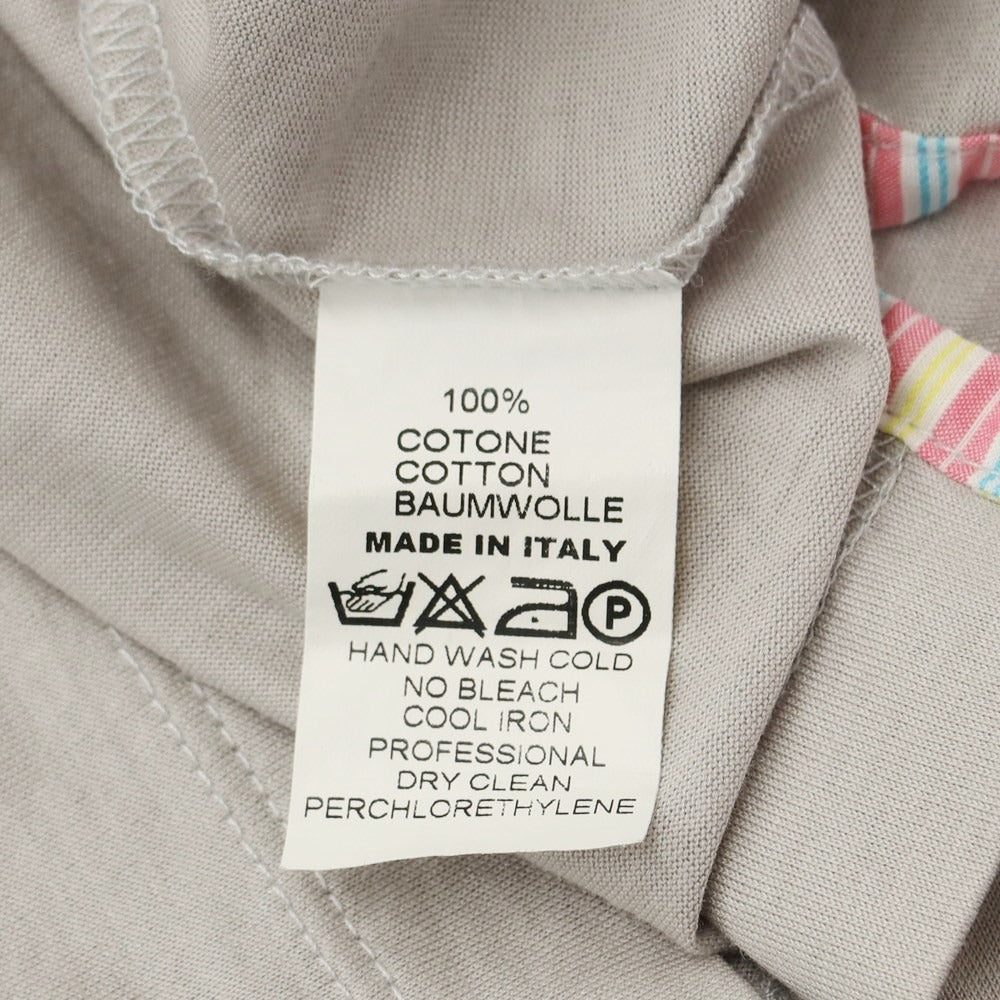 100%
COTONE
COTTON
BAUMWOLLE
MADE IN ITALY
P
HAND WASH COLD
NO BLEACH
COOL IRON
PROFESSIONAL
DRY CLEAN
PERCHLORETHYLENE